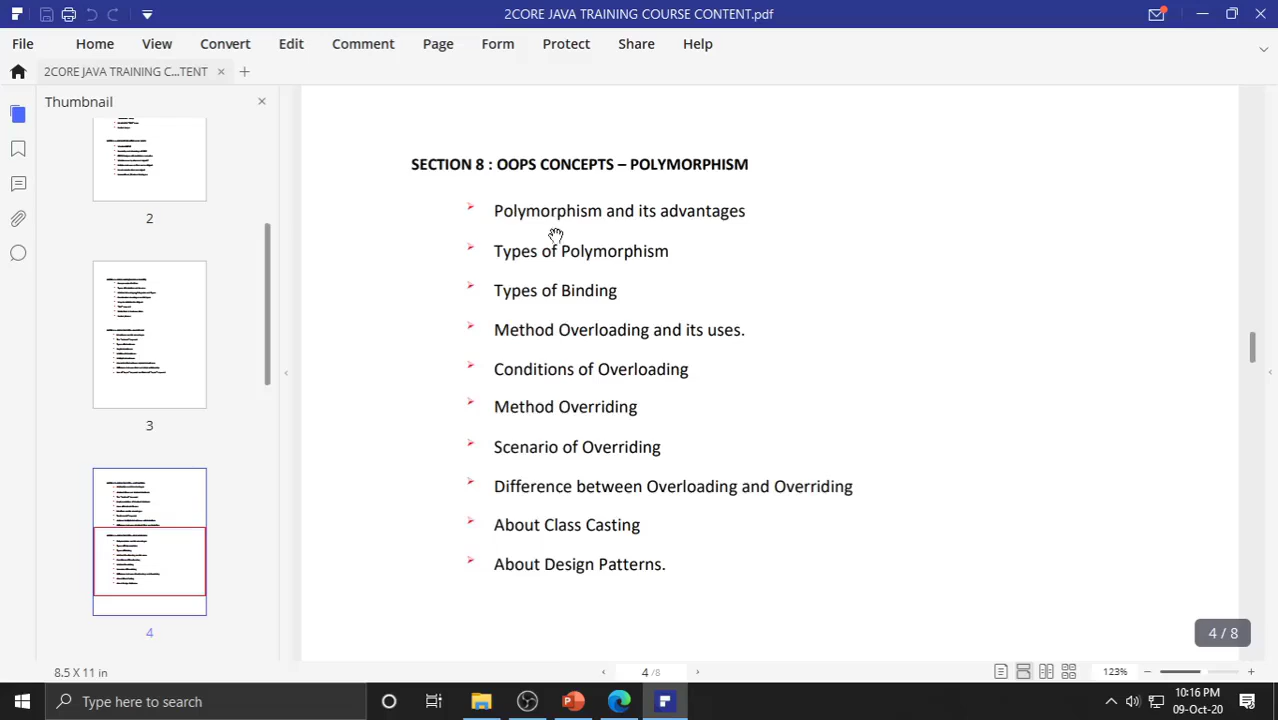 2CORE JAVA TRAINING COURSE CONTENT.pdf
File Home View Convert Edit Comment Page Form Protect Share Help
2CORE JAVA TRAINING C...TENT
Thumbnail
2
3
4
SECTION 8 : OOPS CONCEPTS – POLYMORPHISM
Polymorphism and its advantages
Types of Polymorphism
Types of Binding
Method Overloading and its uses.
Conditions of Overloading
Method Overriding
Scenario of Overriding
Difference between Overloading and Overriding
About Class Casting
About Design Patterns.
4 / 8
8.5 X 11 in
4 /8
123%
Type here to search
10:16 PM
09-Oct-20